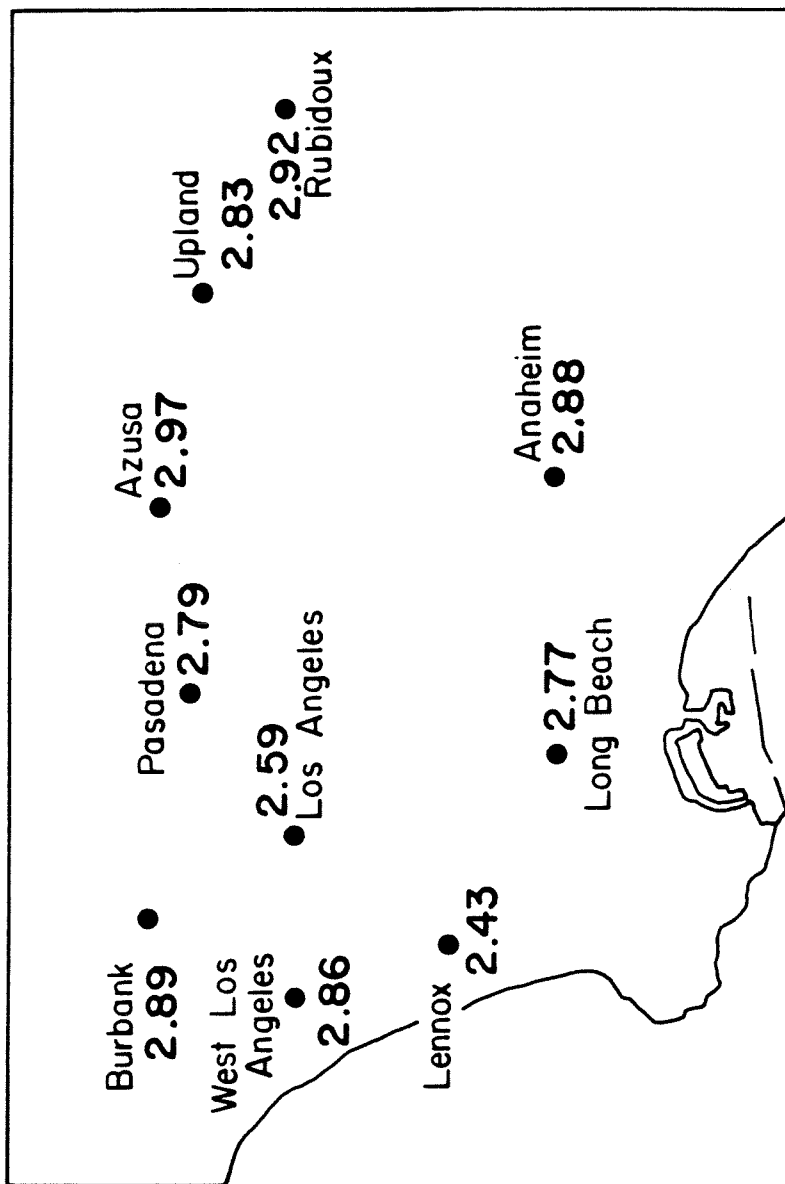 Burbank
2.89
Pasadena
2.79
Azusa
2.97
Upland
2.83
West Los
Angeles
2.86
2.59
Los Angeles
2.92
Rubidoux
Lennox
2.43
2.77
Long Beach
Anaheim
2.88